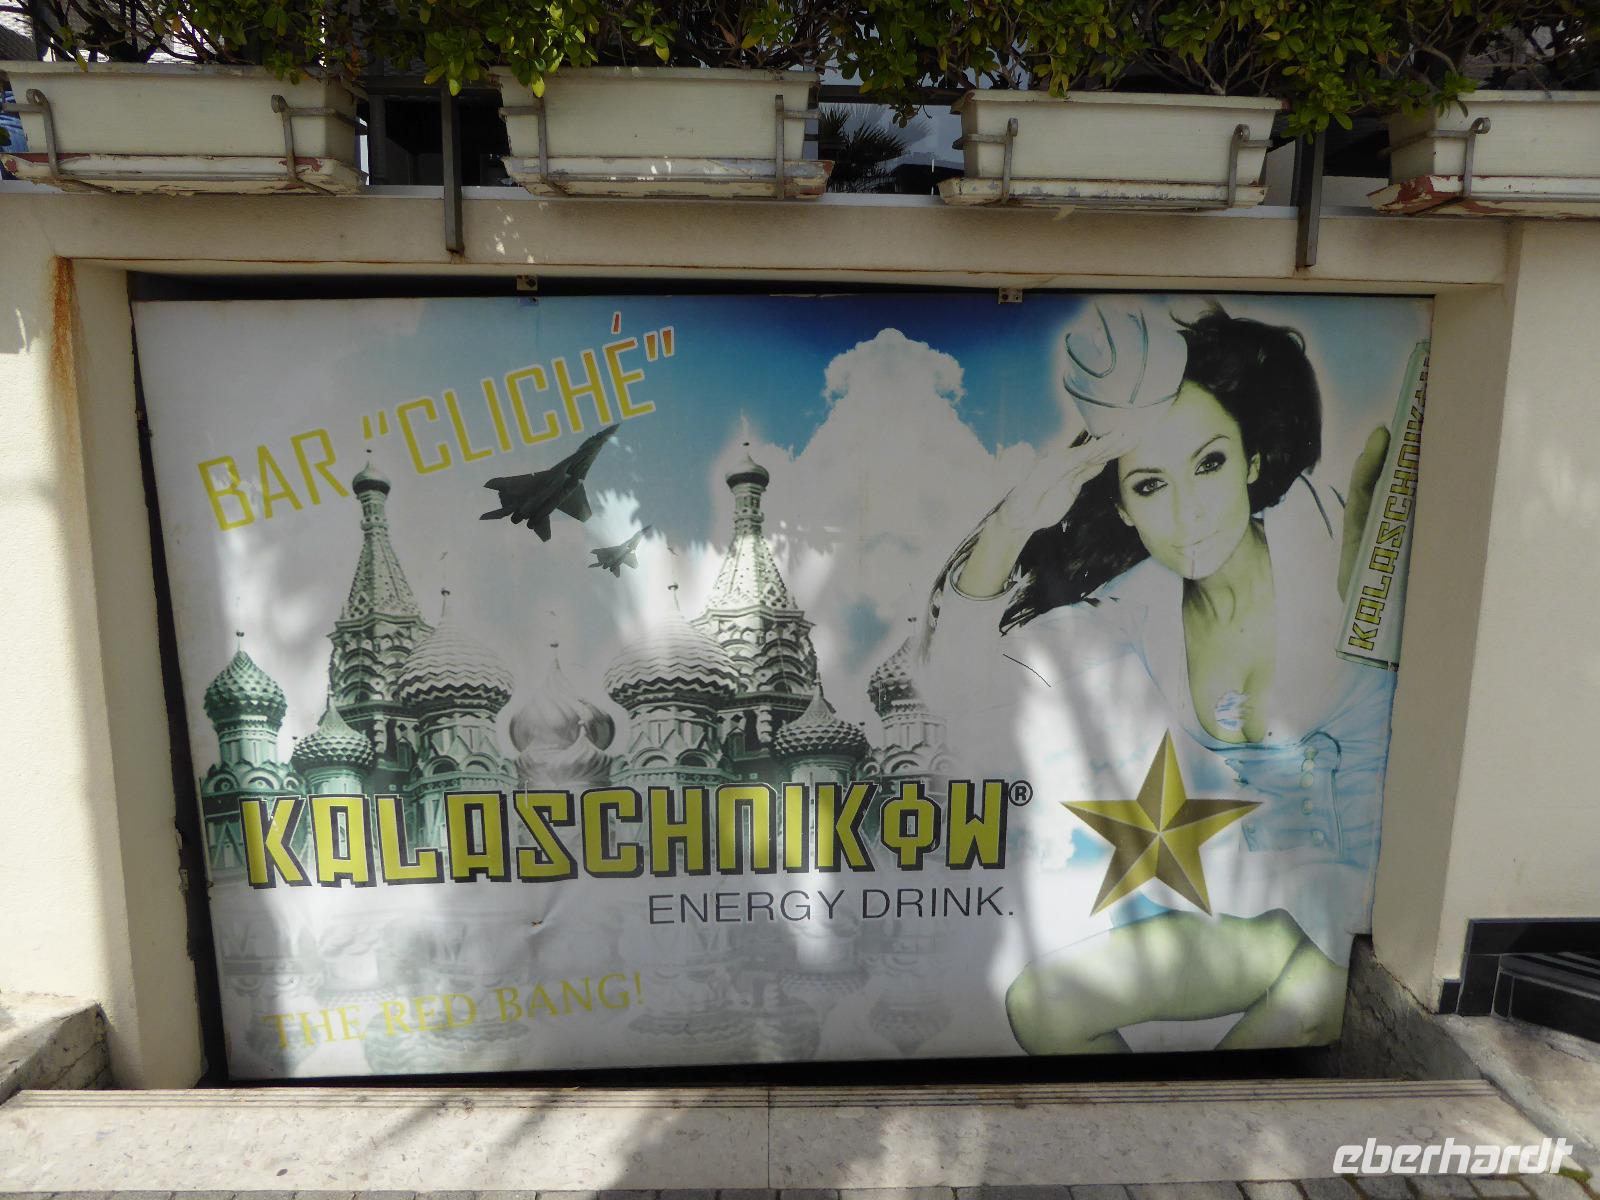 BAR "CLICHÉ"
KALASCHNIKOW
KALASCHNIKOW®
ENERGY DRINK.
THE RED BANG!
eberhardt